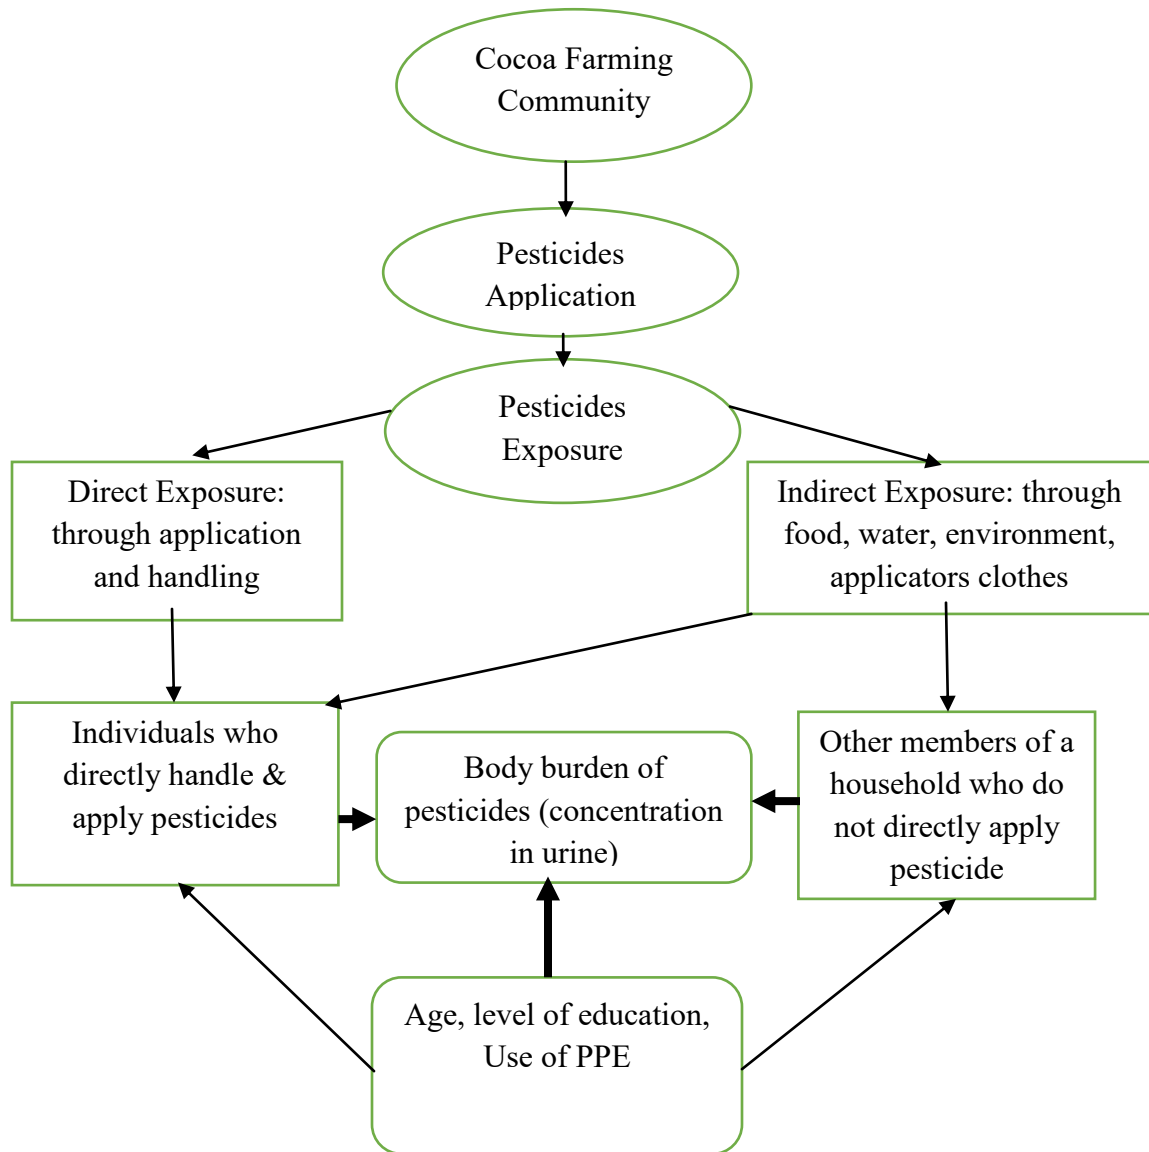 Cocoa Farming
Community
Pesticides
Application
Pesticides
Exposure
Direct Exposure:
through application
and handling
Indirect Exposure: through
food, water, environment,
applicators clothes
Individuals who
directly handle &
apply pesticides
Body burden of
pesticides (concentration
in urine)
Other members of a
household who do
not directly apply
pesticide
Age, level of education,
Use of PPE